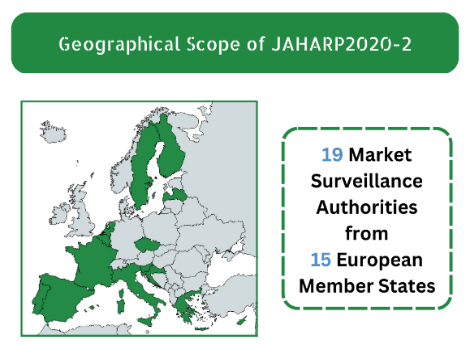 Geographical Scope of JAHARP2020-2
19 Market
Surveillance
Authorities
from
15 European
Member States